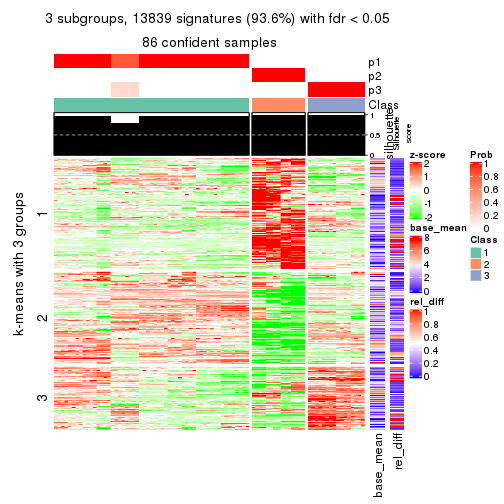 3 subgroups, 13839 signatures (93.6%) with fdr < 0.05
86 confident samples
p1
p2
p3
Class
1
0.5
0
silhouette
Silhouette
score
k-means with 3 groups
1
2
3
base_mean
rel_diff
z-score
2
1
0
-1
-2
base_mean
8
6
4
2
0
rel_diff
1
0.8
0.6
0.4
0.2
0
Prob
1
0.8
0.6
0.4
0.2
0
Class
1
2
3